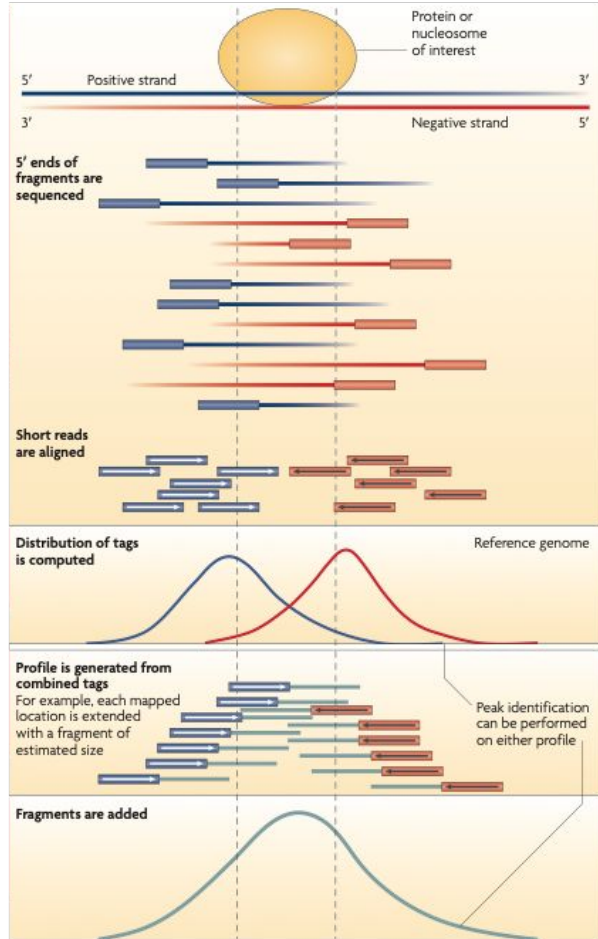 Protein or
nucleosome
of interest
5′
Positive strand
3′
3′
Negative strand
5′
5′ ends of
fragments are
sequenced
Short reads
are aligned
Distribution of tags
is computed
Reference genome
Profile is generated from
combined tags
For example, each mapped
location is extended
with a fragment of
estimated size
Peak identification
can be performed
on either profile
Fragments are added